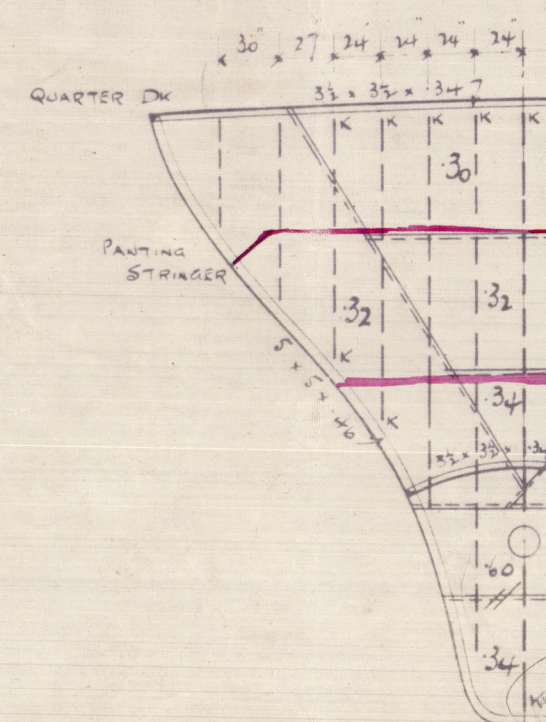 30" 27 24" 24" 24" 24"
QUARTER DK 3½ × 3½ × .34
K K K K K
.30
PANTING
STRINGER
.32 .32
K
5 × 5 × .46
.34
K
3½ × 3½ × .34
.60
.34